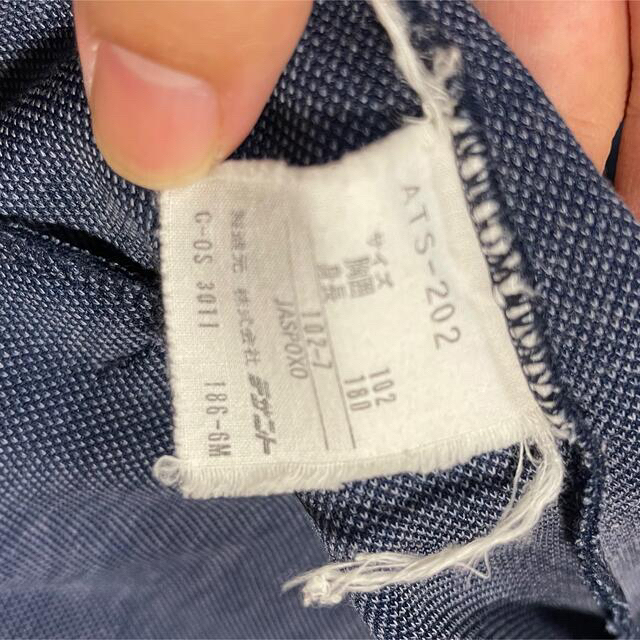 ATS-202
サイズ
胸囲 102
身長 180
102-7
JASPOXO
製造元 株式会社 デサント
C-OS 3011 186-GM